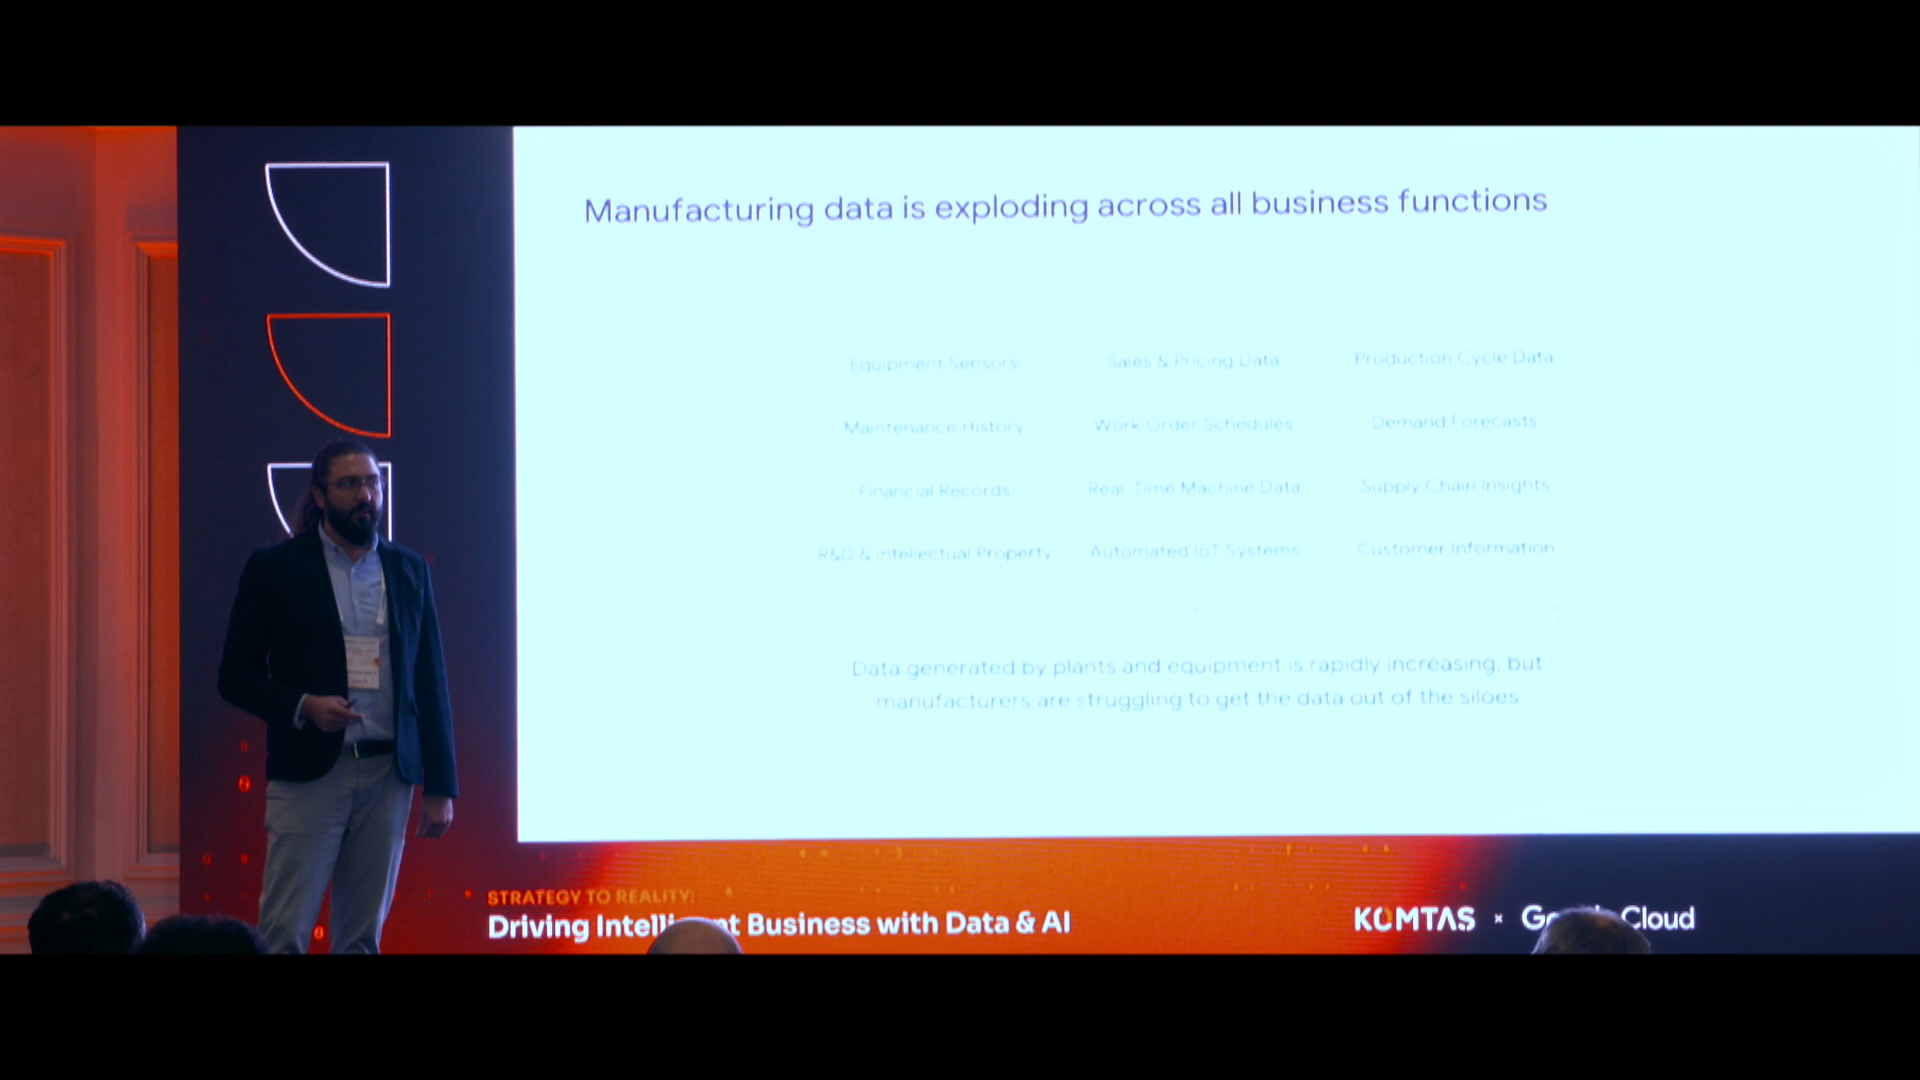 Manufacturing data is exploding across all business functions
Equipment Sensors Sales & Pricing Data Production Cycle Data
Maintenance History Work Order Schedules Demand Forecasts
Financial Records Real-Time Machine Data Supply Chain Insights
R&D & Intellectual Property Automated IoT Systems Customer Information
Data generated by plants and equipment is rapidly increasing, but
manufacturers are struggling to get the data out of the siloes
STRATEGY TO REALITY:
Driving Intelligent Business with Data & AI
KOMTAS × Google Cloud